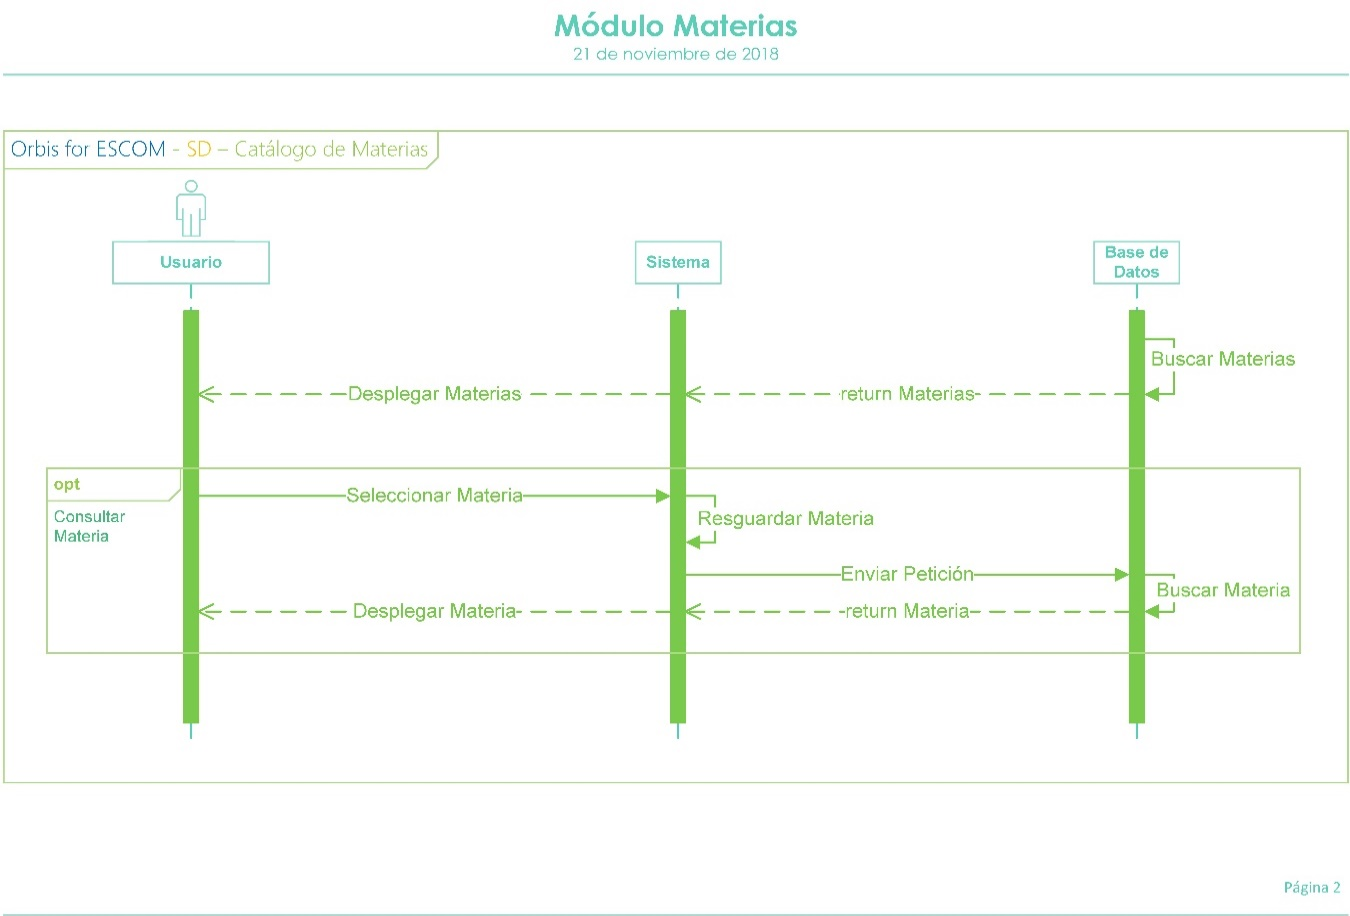 Módulo Materias
21 de noviembre de 2018
Orbis for ESCOM - SD – Catálogo de Materias
Usuario
Sistema
Base de
Datos
Buscar Materias
Desplegar Materias
return Materias
opt
Consultar
Materia
Seleccionar Materia
Resguardar Materia
Enviar Petición
Buscar Materia
Desplegar Materia
return Materia
Página 2